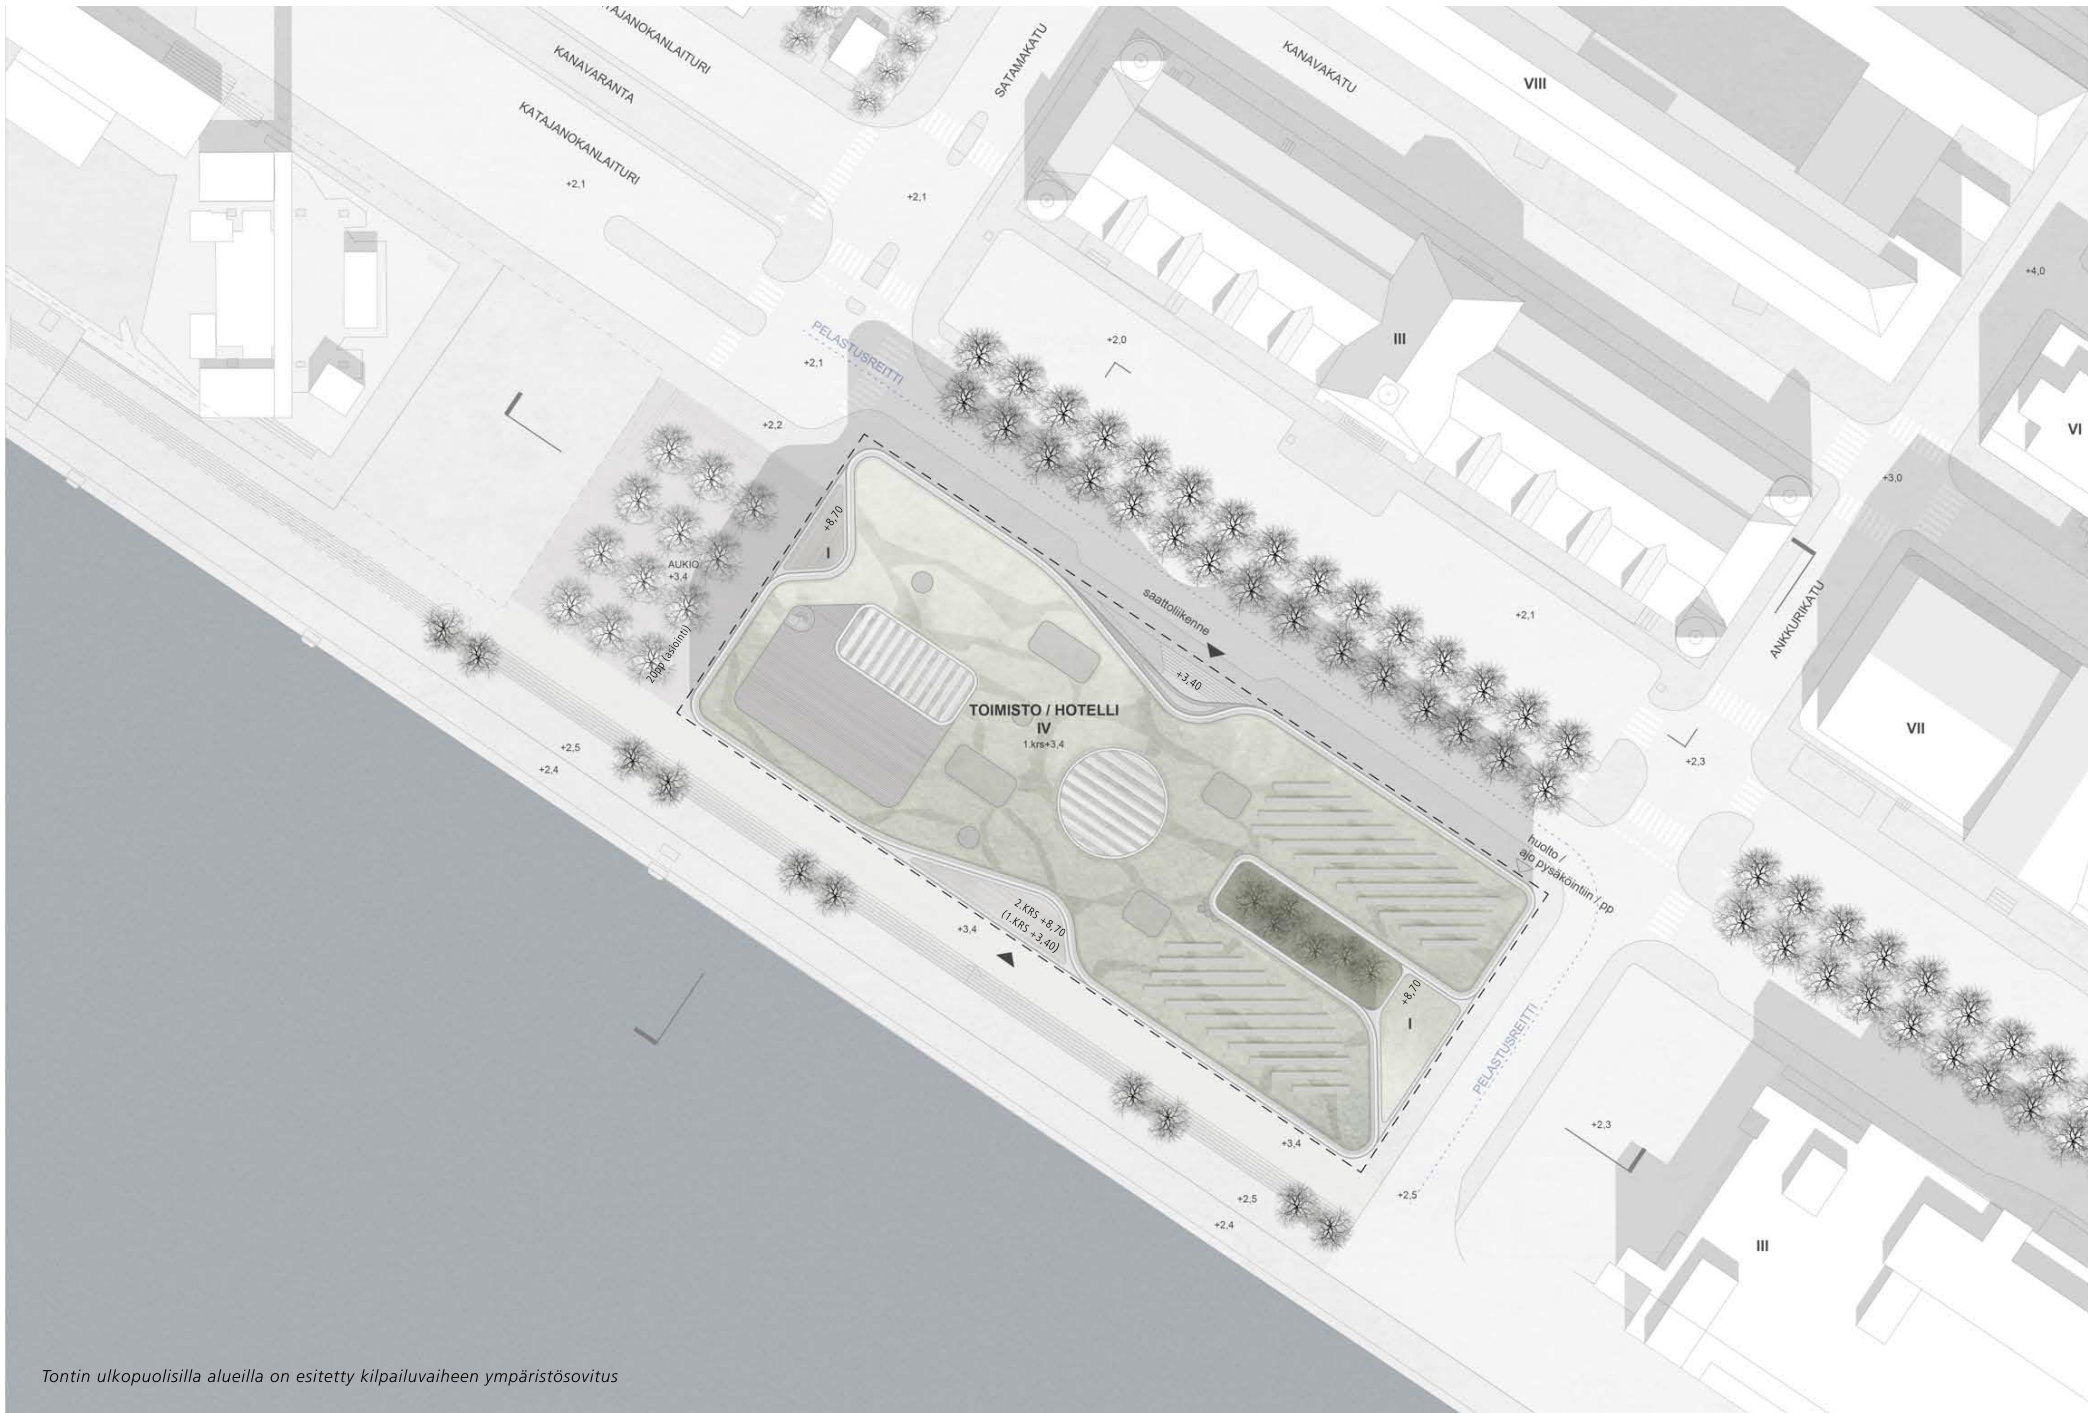 TAJANOKANLAITURI
KANAVARANTA
KATAJANOKANLAITURI
SATAMAKATU
KANAVAKATU
VIII
+2,1
+2,1
+4,0
+2,0
III
VI
PELASTUSREITTI
+2,1
+2,2
+3,0
+8,70
I
AUKIO
+3,4
20pp (asiointi)
saattoliikenne
+2,1
ANKKURIKATU
+3,40
TOIMISTO / HOTELLI
IV
1.krs+3,4
VII
+2,3
+2,5
+2,4
huolto /
ajo pysäköintiin / pp
2.KRS +8,70
(1.KRS +3,40)
+3,4
+8,70
I
PELASTUSREITTI
+2,3
+3,4
+2,5
+2,5
+2,4
III
Tontin ulkopuolisilla alueilla on esitetty kilpailuvaiheen ympäristösovitus